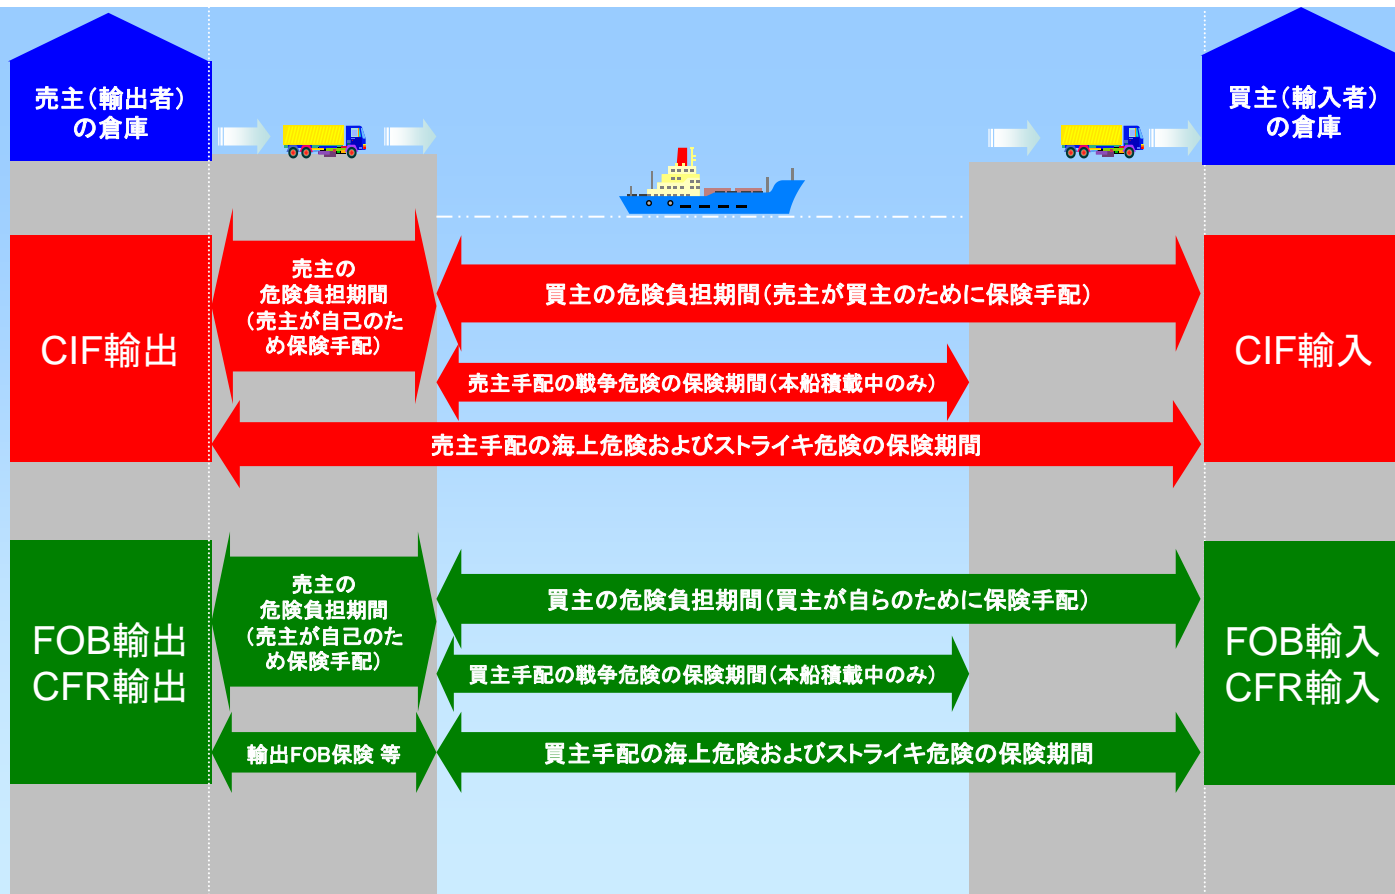 売主（輸出者）
の倉庫
買主（輸入者）
の倉庫
CIF輸出
売主の
危険負担期間
（売主が自己のた
め保険手配）
買主の危険負担期間（売主が買主のために保険手配）
売主手配の戦争危険の保険期間（本船積載中のみ）
売主手配の海上危険およびストライキ危険の保険期間
CIF輸入
FOB輸出
CFR輸出
売主の
危険負担期間
（売主が自己のた
め保険手配）
輸出FOB保険 等
買主の危険負担期間（買主が自らのために保険手配）
買主手配の戦争危険の保険期間（本船積載中のみ）
買主手配の海上危険およびストライキ危険の保険期間
FOB輸入
CFR輸入